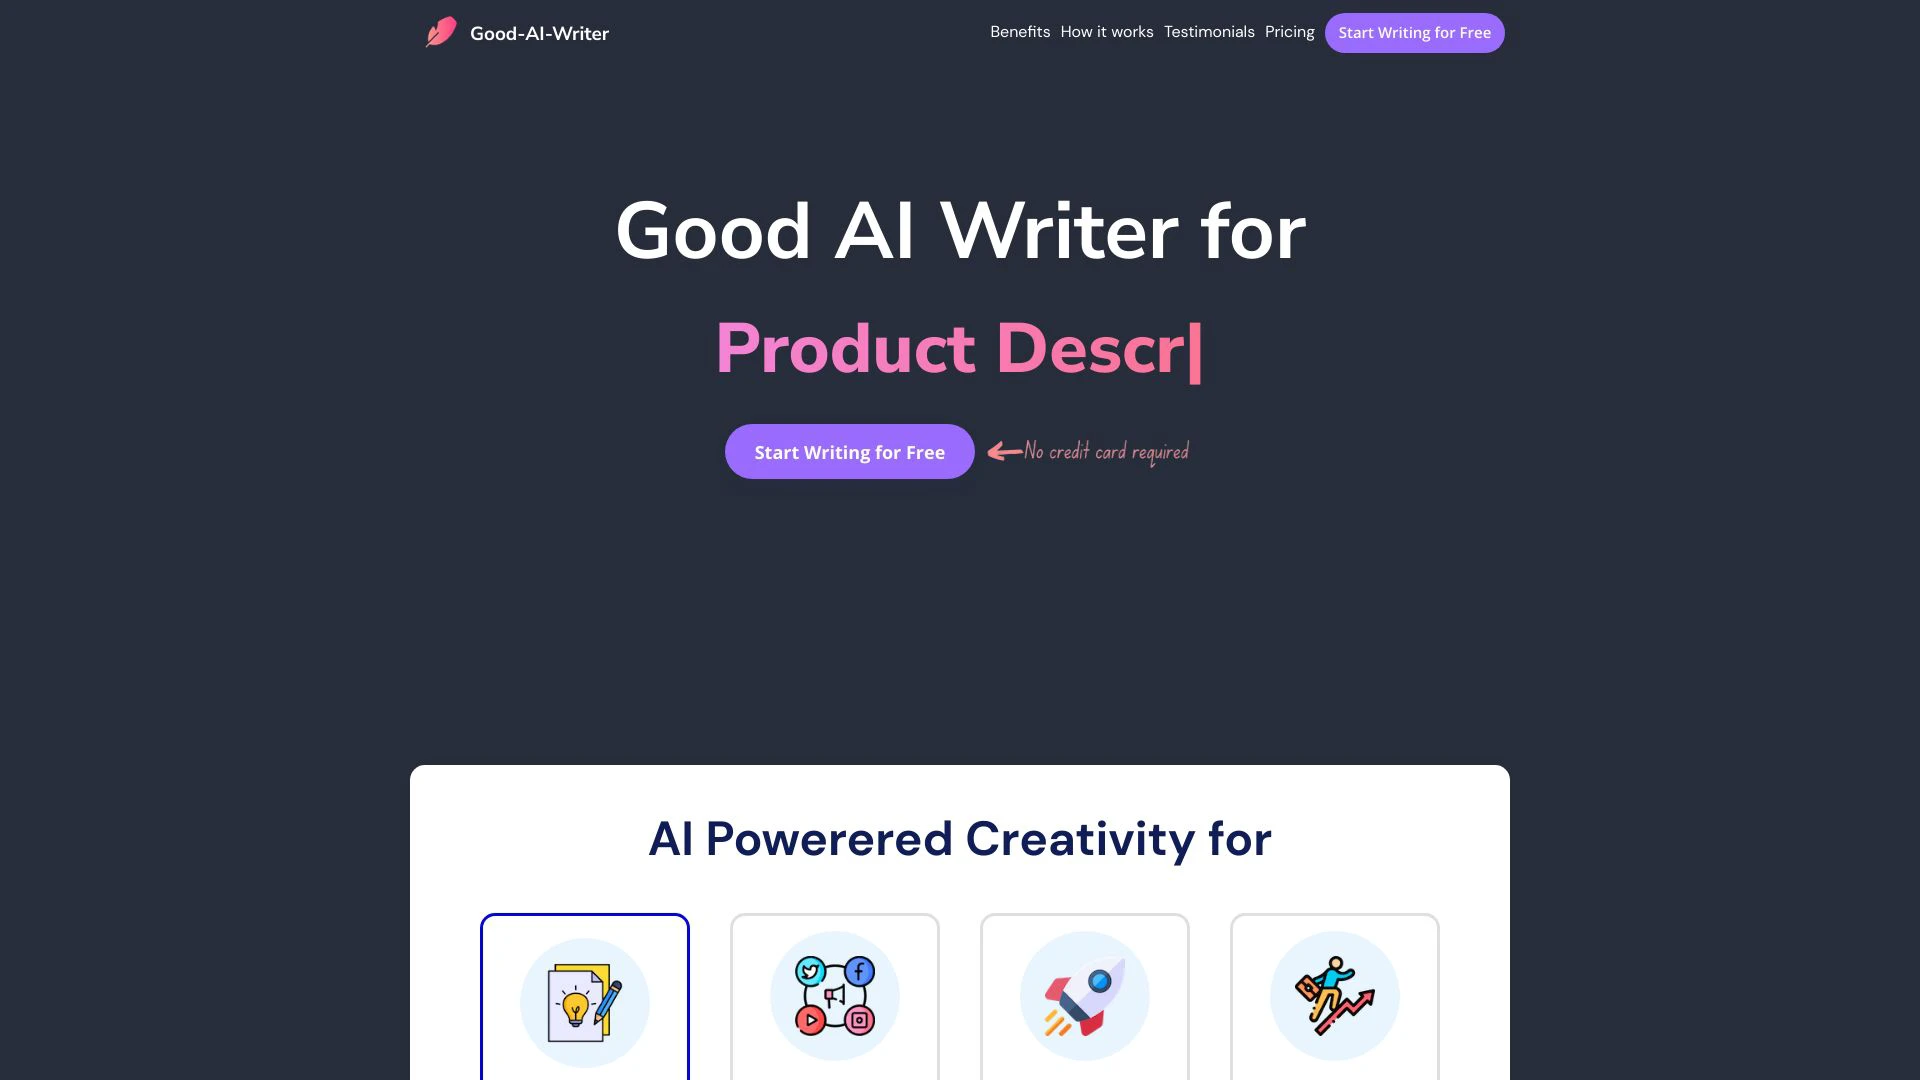 Good-AI-Writer
Benefits How it works Testimonials Pricing Start Writing for Free
Good AI Writer for
Product Descr|
Start Writing for Free
No credit card required
AI Powerered Creativity for